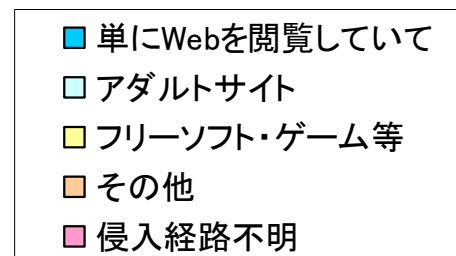 単にWebを閲覧していて
アダルトサイト
フリーソフト・ゲーム等
その他
侵入経路不明